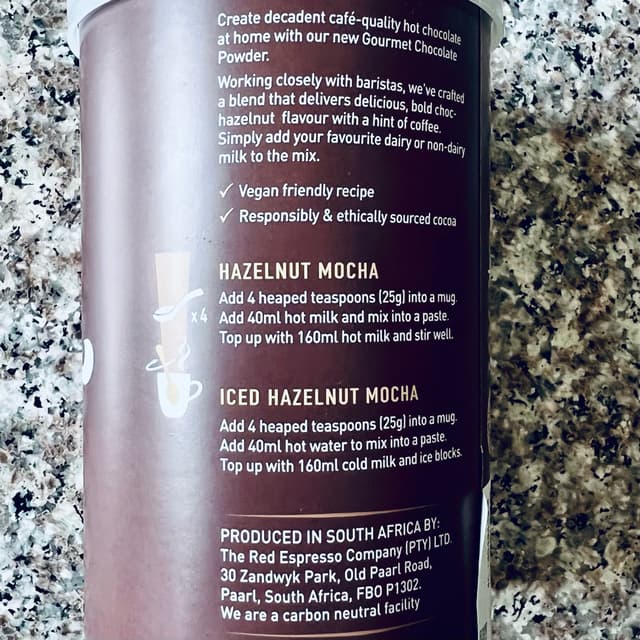 Create decadent café-quality hot chocolate
at home with our new Gourmet Chocolate
Powder.
Working closely with baristas, we've crafted
a blend that delivers delicious, bold choc-
hazelnut flavour with a hint of coffee.
Simply add your favourite dairy or non-dairy
milk to the mix.
✓ Vegan friendly recipe
✓ Responsibly & ethically sourced cocoa
HAZELNUT MOCHA
Add 4 heaped teaspoons (25g) into a mug.
Add 40ml hot milk and mix into a paste.
Top up with 160ml hot milk and stir well.
x4
ICED HAZELNUT MOCHA
Add 4 heaped teaspoons (25g) into a mug.
Add 40ml hot water to mix into a paste.
Top up with 160ml cold milk and ice blocks.
PRODUCED IN SOUTH AFRICA BY:
The Red Espresso Company (PTY) LTD.
30 Zandwyk Park, Old Paarl Road,
Paarl, South Africa, FBO P1302.
We are a carbon neutral facility